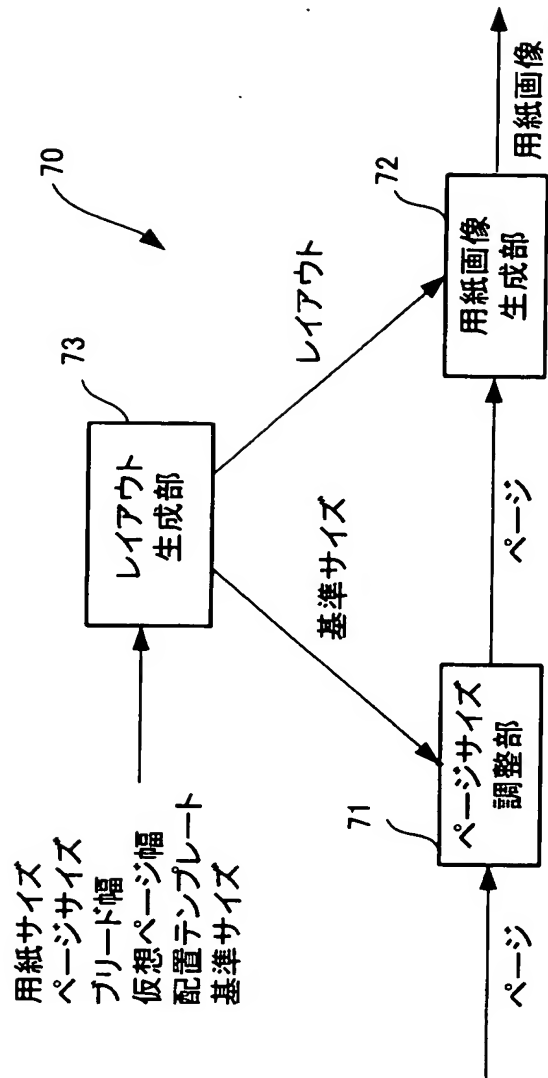 用紙サイズ
ページサイズ
ブリード幅
仮想ページ幅
配置テンプレート
基準サイズ
73
レイアウト
生成部
70
基準サイズ
レイアウト
ページ
71
ページサイズ
調整部
ページ
72
用紙画像
生成部
用紙画像